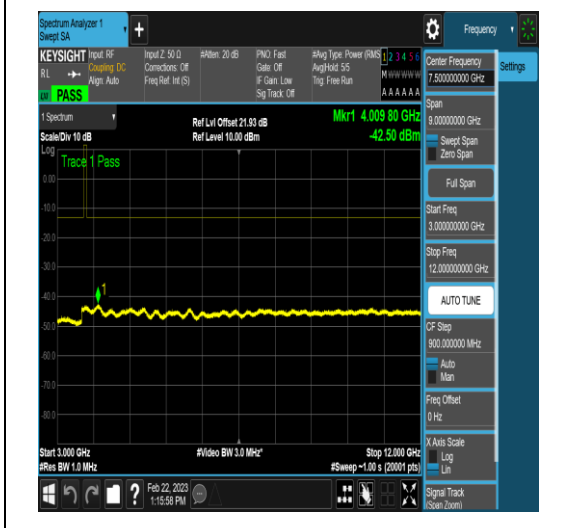 Spectrum Analyzer 1
Swept SA
+
Frequency
KEYSIGHT
RL
PASS
Input: RF
Coupling: DC
Align: Auto
Input Z: 50 Ω
Corrections: Off
Freq Ref: Int (S)
#Atten: 20 dB
PNO: Fast
Gate: Off
IF Gain: Low
Sig Track: Off
#Avg Type: Power (RMS
Avg|Hold: 5/5
Trig: Free Run
1 2 3 4 5 6
M W W W W W
A A A A A A
1 Spectrum
Scale/Div 10 dB
Ref Lvl Offset 21.93 dB
Ref Level 10.00 dBm
Mkr1 4.009 80 GHz
-42.50 dBm
Log
Trace 1 Pass
0.00
-10.0
-20.0
-30.0
-40.0
-50.0
-60.0
-70.0
-80.0
1
Start 3.000 GHz
#Res BW 1.0 MHz
#Video BW 3.0 MHz*
Stop 12.000 GHz
#Sweep ~1.00 s (20001 pts)
Feb 22, 2023
1:15:58 PM
Center Frequency
7.500000000 GHz
Settings
Span
9.00000000 GHz
Swept Span
Zero Span
Full Span
Start Freq
3.000000000 GHz
Stop Freq
12.000000000 GHz
AUTO TUNE
CF Step
900.000000 MHz
Auto
Man
Freq Offset
0 Hz
X Axis Scale
Log
Lin
Signal Track
(Span Zoom)